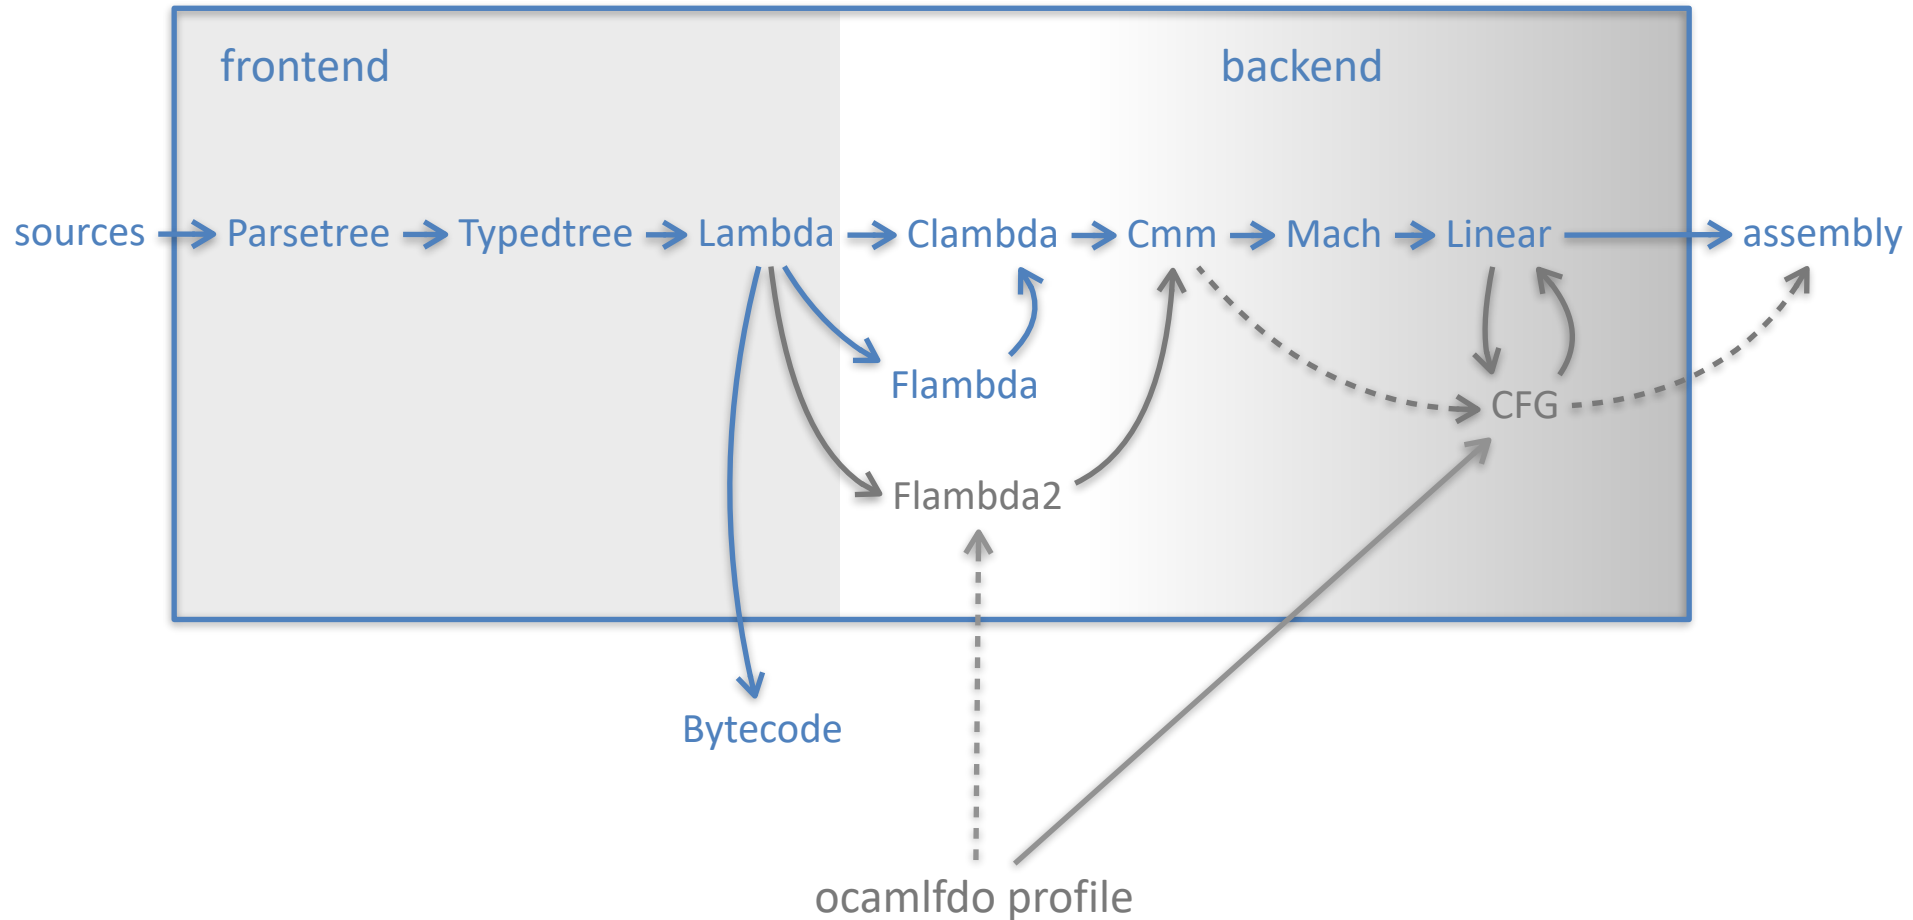 frontend
backend
sources
Parsetree
Typedtree
Lambda
Clambda
Cmm
Mach
Linear
assembly
Flambda
CFG
Flambda2
Bytecode
ocamlfdo profile